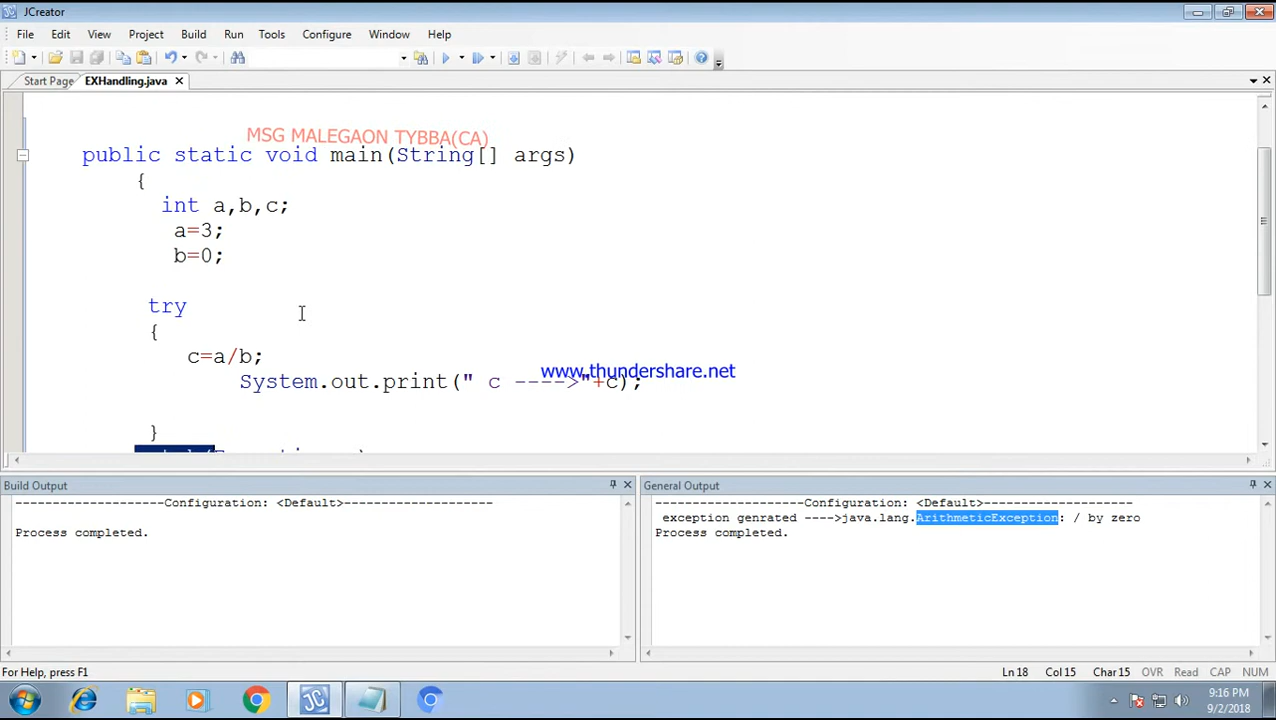 JCreator
File Edit View Project Build Run Tools Configure Window Help
Start Page EXHandling.java
MSG MALEGAON TYBBA(CA)
public static void main(String[] args)
{
int a,b,c;
a=3;
b=0;
try
{
c=a/b;
www.thundershare.net
System.out.print(" c ---->"+c);
}
Build Output
--------------------Configuration: <Default>--------------------
Process completed.
General Output
--------------------Configuration: <Default>--------------------
exception genrated ---->java.lang.ArithmeticException: / by zero
Process completed.
For Help, press F1
Ln 18 Col 15 Char 15 OVR Read CAP NUM
JC
9:16 PM
9/2/2018